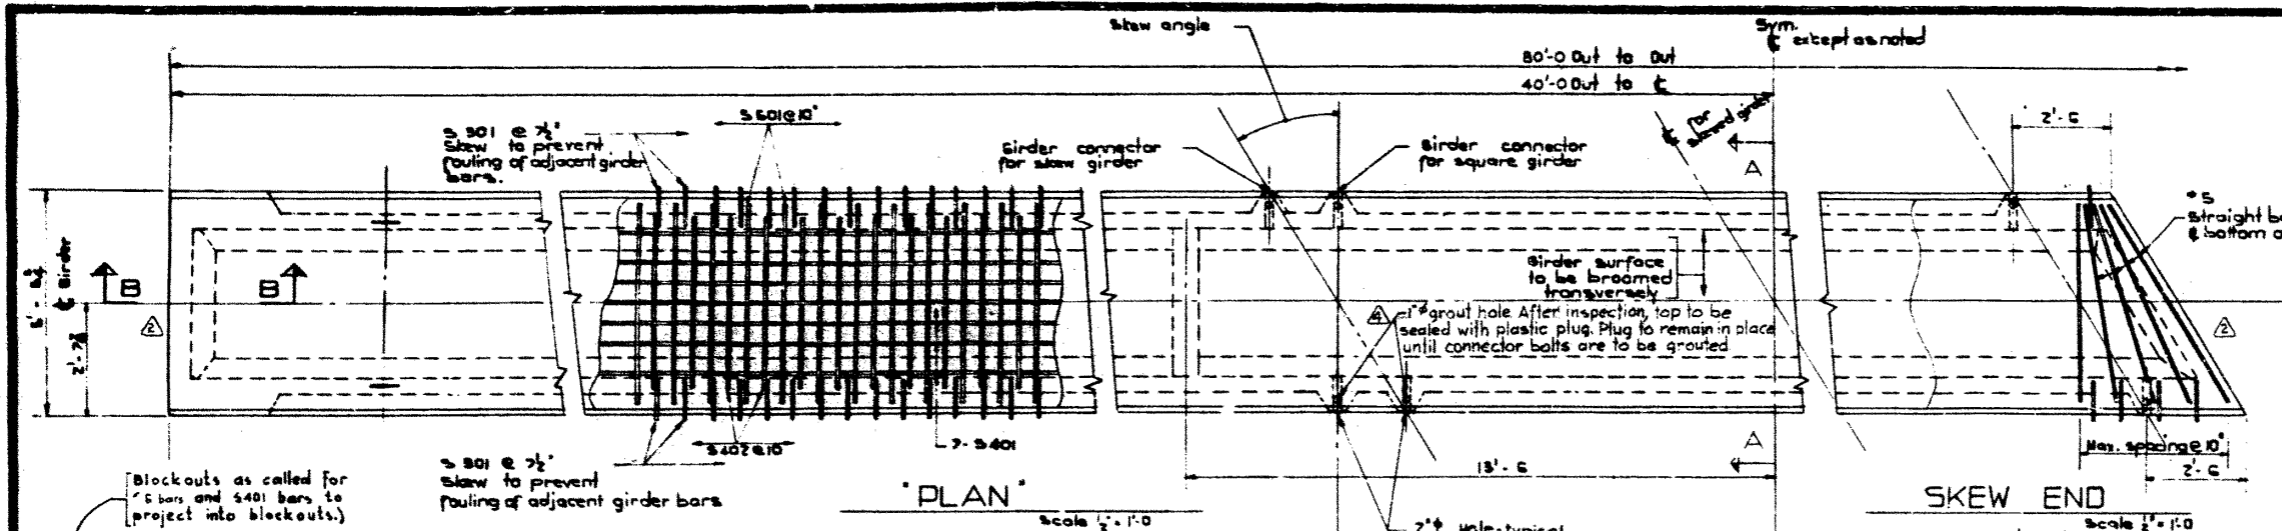 Skew angle
Sym.
℄ except as noted
80'-0 Out to Out
40'-0 Out to ℄
℄ for
skewed girder
2'-6
S 501 @ 10"
S 301 @ 7½"
Skew to prevent
fouling of adjacent girder
bars.
Girder connector
for skew girder
Girder connector
for square girder
A
#5
Straight
@ bottom
℄ Girder
2'-7⅞
B
B
2
Girder surface
to be broomed
transversely
4
1"ø grout hole. After inspection, top to be
sealed with plastic plug. Plug to remain in place
until connector bolts are to be grouted
2
S 402 @ 10"
7-S401
A
Max. spacing @ 10"
2'-6
13'-6
Blockouts as called for
bars and S401 bars to
project into blockouts.)
S 301 @ 7½"
Skew to prevent
fouling of adjacent girder bars
"PLAN"
Scale ½" = 1'-0
2"ø Hole-typical
SKEW END
Scale ½" = 1'-0